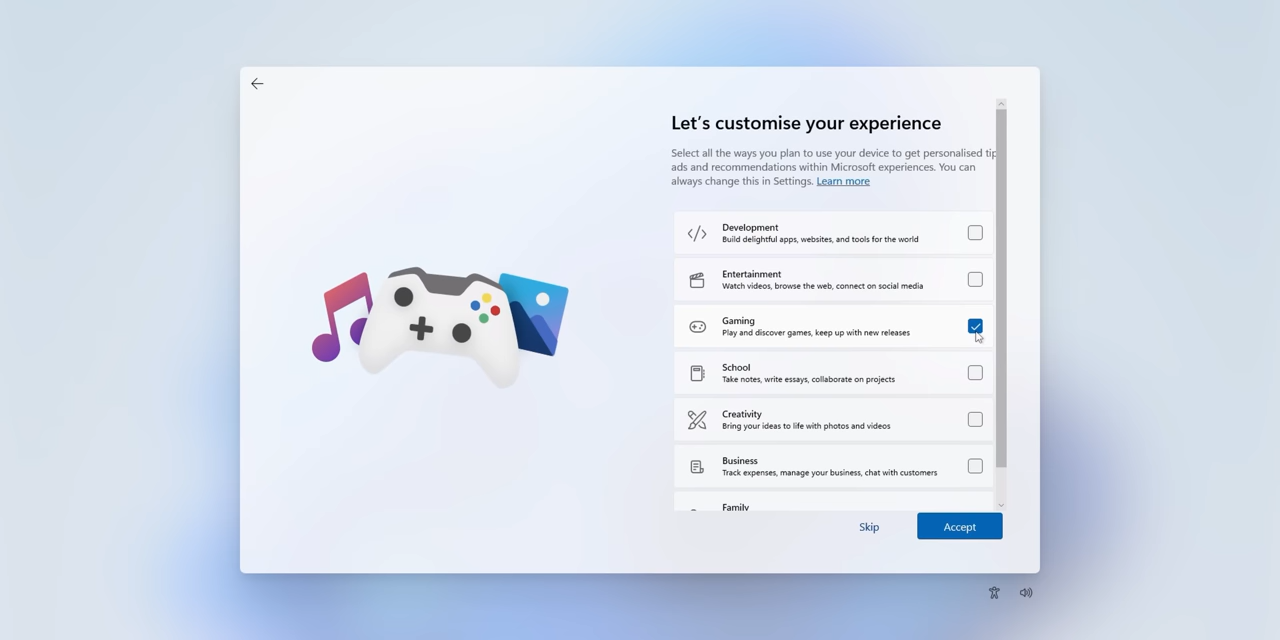 Let's customise your experience
Select all the ways you plan to use your device to get personalised tip
ads and recommendations within Microsoft experiences. You can
always change this in Settings. Learn more
Development
Build delightful apps, websites, and tools for the world
Entertainment
Watch videos, browse the web, connect on social media
Gaming
Play and discover games, keep up with new releases
School
Take notes, write essays, collaborate on projects
Creativity
Bring your ideas to life with photos and videos
Business
Track expenses, manage your business, chat with customers
Family
Skip
Accept